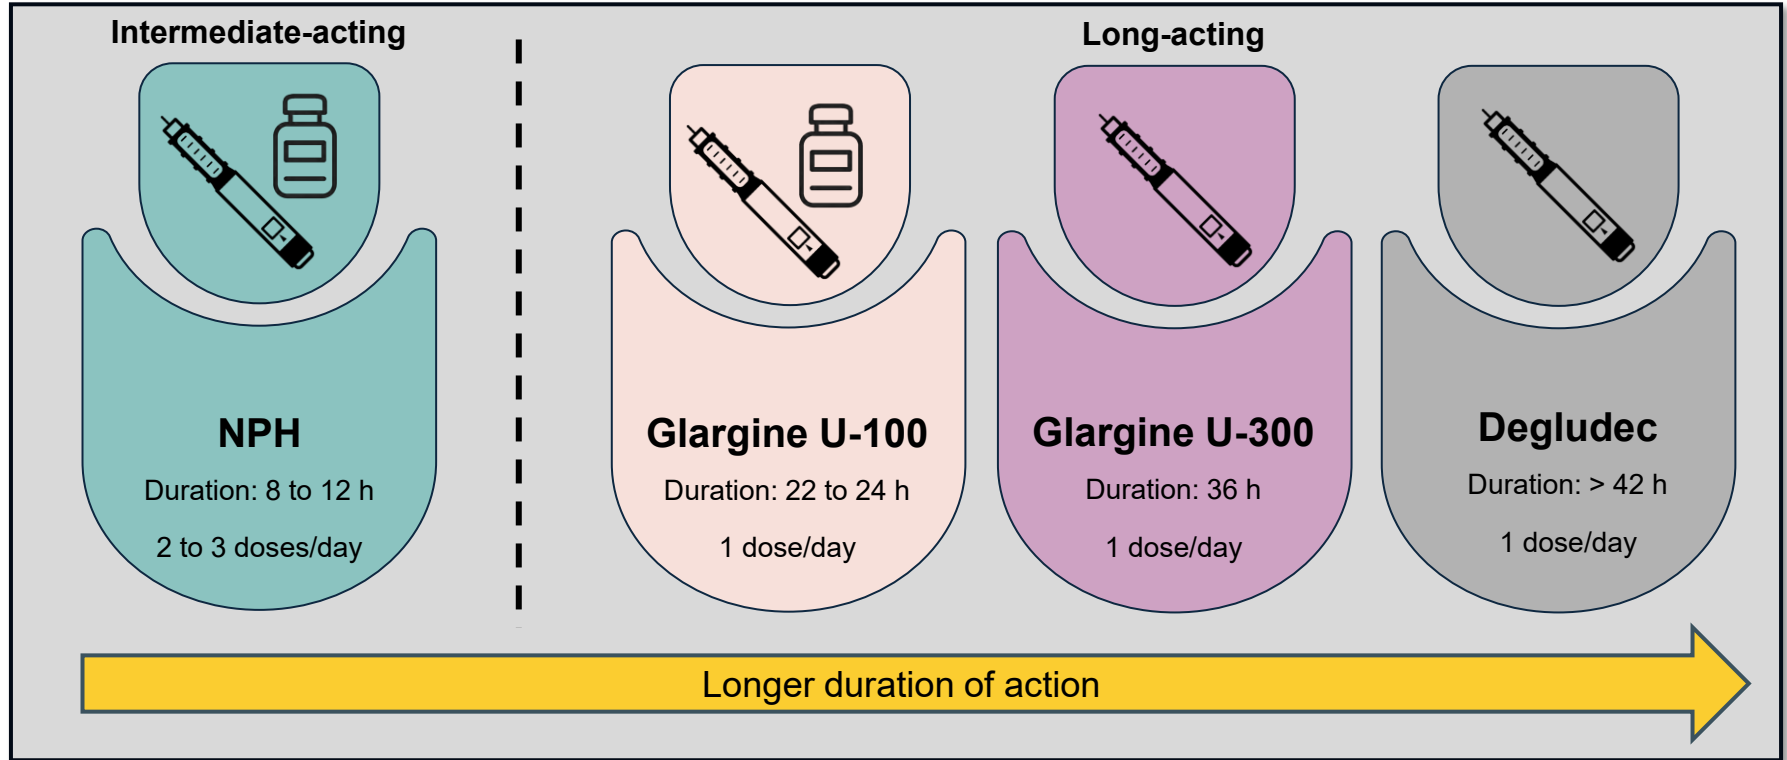 Intermediate-acting
Long-acting
NPH
Duration: 8 to 12 h
2 to 3 doses/day
Glargine U-100
Duration: 22 to 24 h
1 dose/day
Glargine U-300
Duration: 36 h
1 dose/day
Degludec
Duration: > 42 h
1 dose/day
Longer duration of action